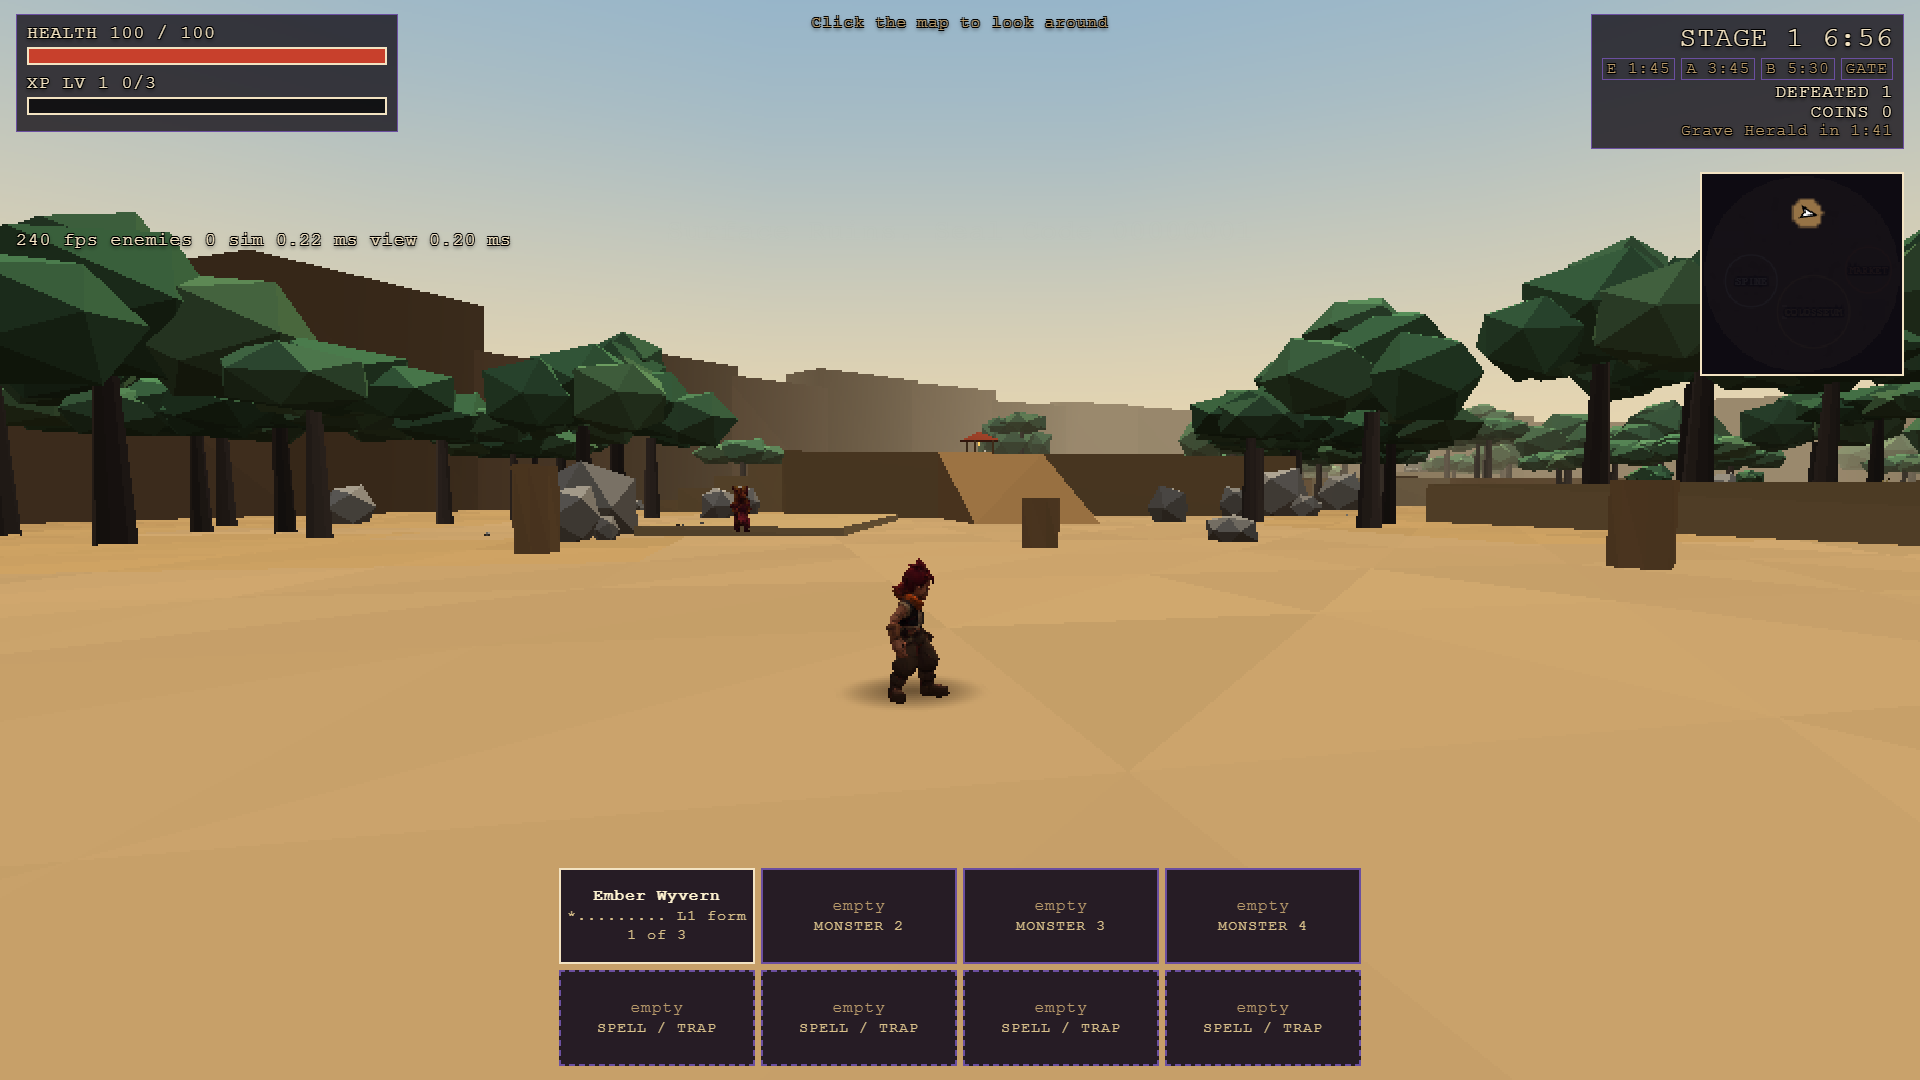 HEALTH 100 / 100
XP LV 1 0/3
Click the map to look around
STAGE 1 6:56
E 1:45 A 3:45 B 5:30 GATE
DEFEATED 1
COINS 0
Grave Herald in 1:41
240 fps enemies 0 sim 0.22 ms view 0.20 ms
Ember Wyvern
*......... L1 form
1 of 3
empty
MONSTER 2
empty
MONSTER 3
empty
MONSTER 4
empty
SPELL / TRAP
empty
SPELL / TRAP
empty
SPELL / TRAP
empty
SPELL / TRAP